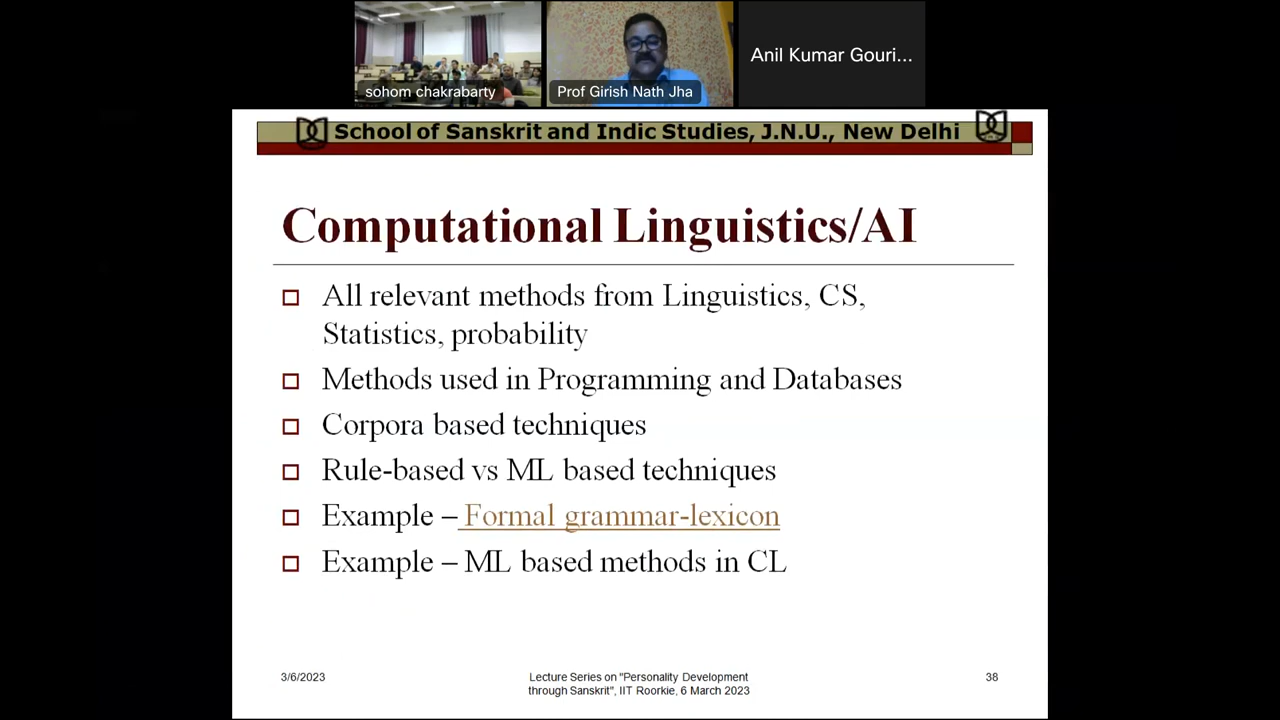 sohom chakrabarty
Prof Girish Nath Jha
Anil Kumar Gouri...
School of Sanskrit and Indic Studies, J.N.U., New Delhi
Computational Linguistics/AI
All relevant methods from Linguistics, CS,
Statistics, probability
Methods used in Programming and Databases
Corpora based techniques
Rule-based vs ML based techniques
Example – Formal grammar-lexicon
Example – ML based methods in CL
3/6/2023
Lecture Series on "Personality Development
through Sanskrit", IIT Roorkie, 6 March 2023
38